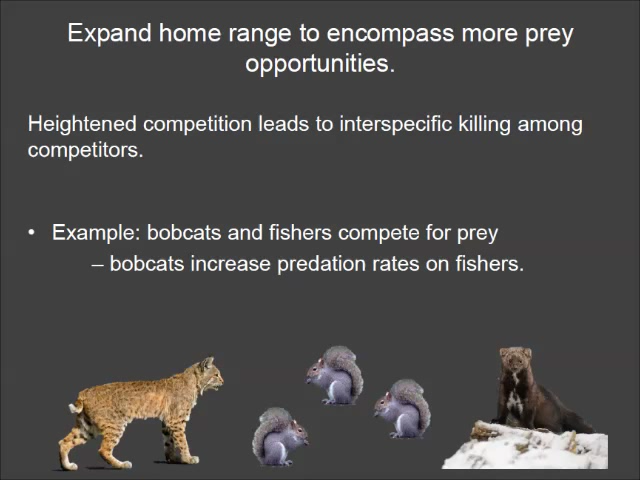 Expand home range to encompass more prey
opportunities.
Heightened competition leads to interspecific killing among
competitors.
• Example: bobcats and fishers compete for prey
– bobcats increase predation rates on fishers.